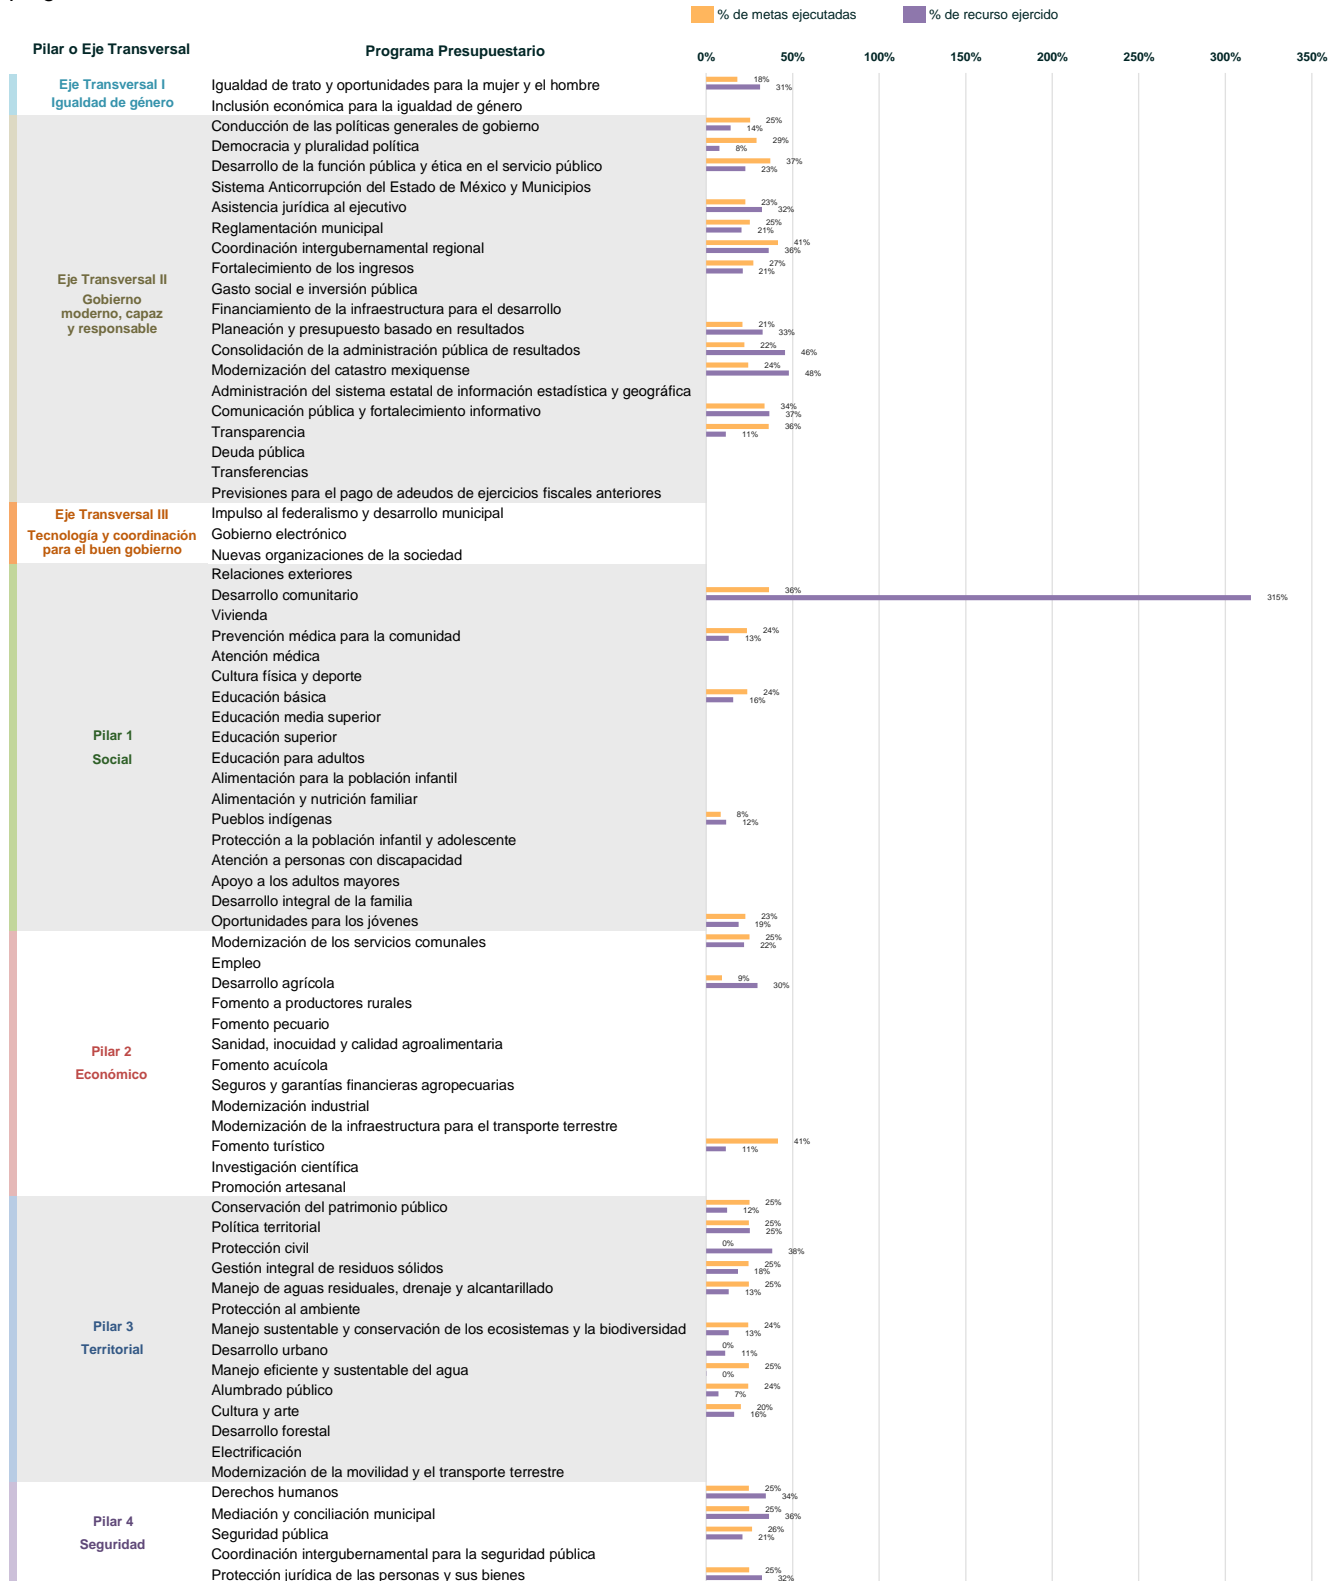 % de metas ejecutadas % de recurso ejercido
Pilar o Eje Transversal Programa Presupuestario 0% 50% 100% 150% 200% 250% 300% 350%
Eje Transversal I
Igualdad de género
Igualdad de trato y oportunidades para la mujer y el hombre 18% 31%
Inclusión económica para la igualdad de género
Eje Transversal II
Gobierno
moderno, capaz
y responsable
Conducción de las políticas generales de gobierno 25% 14%
Democracia y pluralidad política 29% 8%
Desarrollo de la función pública y ética en el servicio público 37% 23%
Sistema Anticorrupción del Estado de México y Municipios
Asistencia jurídica al ejecutivo 23% 32%
Reglamentación municipal 25% 21%
Coordinación intergubernamental regional 41% 36%
Fortalecimiento de los ingresos 27% 21%
Gasto social e inversión pública
Financiamiento de la infraestructura para el desarrollo
Planeación y presupuesto basado en resultados 21% 33%
Consolidación de la administración pública de resultados 22% 46%
Modernización del catastro mexiquense 24% 48%
Administración del sistema estatal de información estadística y geográfica
Comunicación pública y fortalecimiento informativo 34% 37%
Transparencia 36% 11%
Deuda pública
Transferencias
Previsiones para el pago de adeudos de ejercicios fiscales anteriores
Eje Transversal III
Tecnología y coordinación
para el buen gobierno
Impulso al federalismo y desarrollo municipal
Gobierno electrónico
Nuevas organizaciones de la sociedad
Pilar 1
Social
Relaciones exteriores
Desarrollo comunitario 36% 315%
Vivienda
Prevención médica para la comunidad 24% 13%
Atención médica
Cultura física y deporte
Educación básica 24% 16%
Educación media superior
Educación superior
Educación para adultos
Alimentación para la población infantil
Alimentación y nutrición familiar
Pueblos indígenas 8% 12%
Protección a la población infantil y adolescente
Atención a personas con discapacidad
Apoyo a los adultos mayores
Desarrollo integral de la familia
Oportunidades para los jóvenes 23% 19%
Pilar 2
Económico
Modernización de los servicios comunales 25% 22%
Empleo
Desarrollo agrícola 9% 30%
Fomento a productores rurales
Fomento pecuario
Sanidad, inocuidad y calidad agroalimentaria
Fomento acuícola
Seguros y garantías financieras agropecuarias
Modernización industrial
Modernización de la infraestructura para el transporte terrestre
Fomento turístico 41% 11%
Investigación científica
Promoción artesanal
Pilar 3
Territorial
Conservación del patrimonio público 25% 12%
Política territorial 25% 25%
Protección civil 0% 38%
Gestión integral de residuos sólidos 25% 18%
Manejo de aguas residuales, drenaje y alcantarillado 25% 13%
Protección al ambiente
Manejo sustentable y conservación de los ecosistemas y la biodiversidad 24% 13%
Desarrollo urbano 0% 11%
Manejo eficiente y sustentable del agua 25% 0%
Alumbrado público 24% 7%
Cultura y arte 20% 16%
Desarrollo forestal
Electrificación
Modernización de la movilidad y el transporte terrestre
Pilar 4
Seguridad
Derechos humanos 25% 34%
Mediación y conciliación municipal 25% 36%
Seguridad pública 26% 21%
Coordinación intergubernamental para la seguridad pública
Protección jurídica de las personas y sus bienes 25% 32%